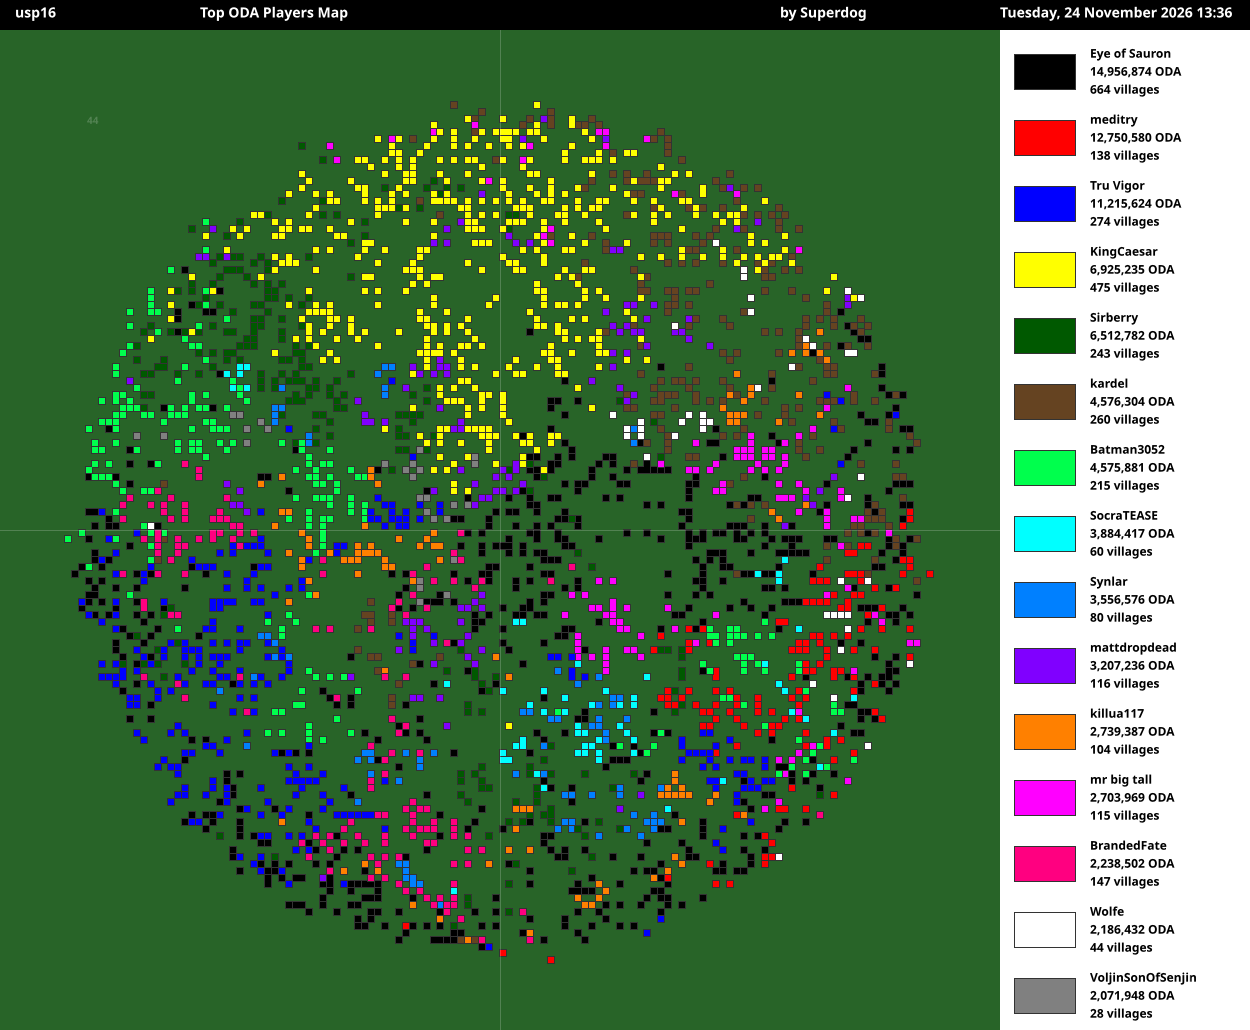 usp16 Top ODA Players Map by Superdog Tuesday, 24 November 2026 13:36
44
Eye of Sauron
14,956,874 ODA
664 villages
meditry
12,750,580 ODA
138 villages
Tru Vigor
11,215,624 ODA
274 villages
KingCaesar
6,925,235 ODA
475 villages
Sirberry
6,512,782 ODA
243 villages
kardel
4,576,304 ODA
260 villages
Batman3052
4,575,881 ODA
215 villages
SocraTEASE
3,884,417 ODA
60 villages
Synlar
3,556,576 ODA
80 villages
mattdropdead
3,207,236 ODA
116 villages
killua117
2,739,387 ODA
104 villages
mr big tall
2,703,969 ODA
115 villages
BrandedFate
2,238,502 ODA
147 villages
Wolfe
2,186,432 ODA
44 villages
VoljinSonOfSenjin
2,071,948 ODA
28 villages